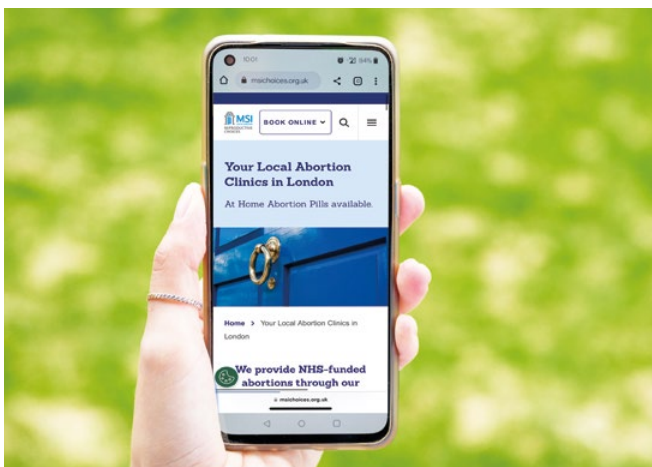 10:01
94%
msichoices.org.uk
MSI
REPRODUCTIVE
CHOICES
BOOK ONLINE
Your Local Abortion
Clinics in London
At Home Abortion Pills available.
Home > Your Local Abortion Clinics in
London
We provide NHS-funded
abortions through our
msichoices.org.uk